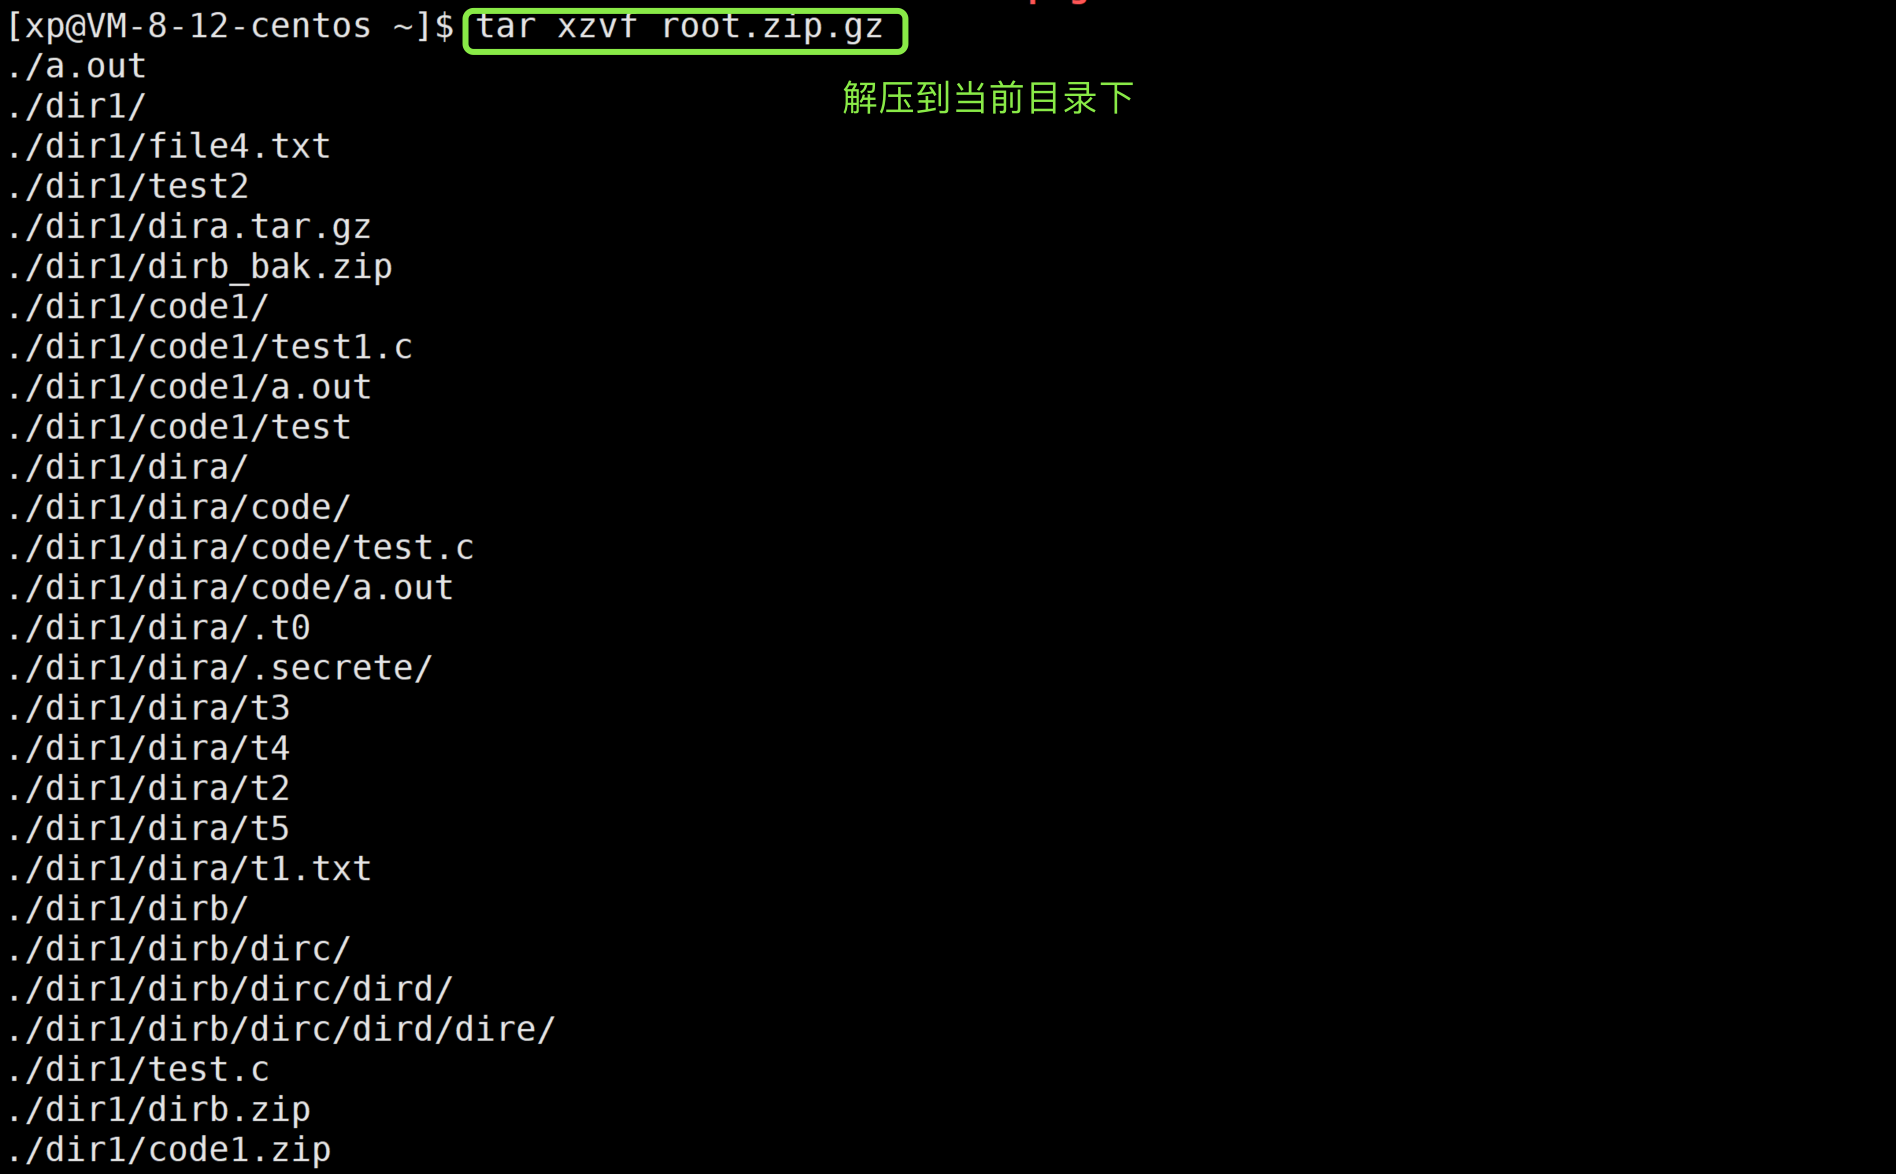 [xp@VM-8-12-centos ~]$ tar xzvf root.zip.gz
./a.out
解压到当前目录下
./dir1/
./dir1/file4.txt
./dir1/test2
./dir1/dira.tar.gz
./dir1/dirb_bak.zip
./dir1/code1/
./dir1/code1/test1.c
./dir1/code1/a.out
./dir1/code1/test
./dir1/dira/
./dir1/dira/code/
./dir1/dira/code/test.c
./dir1/dira/code/a.out
./dir1/dira/.t0
./dir1/dira/.secrete/
./dir1/dira/t3
./dir1/dira/t4
./dir1/dira/t2
./dir1/dira/t5
./dir1/dira/t1.txt
./dir1/dirb/
./dir1/dirb/dirc/
./dir1/dirb/dirc/dird/
./dir1/dirb/dirc/dird/dire/
./dir1/test.c
./dir1/dirb.zip
./dir1/code1.zip